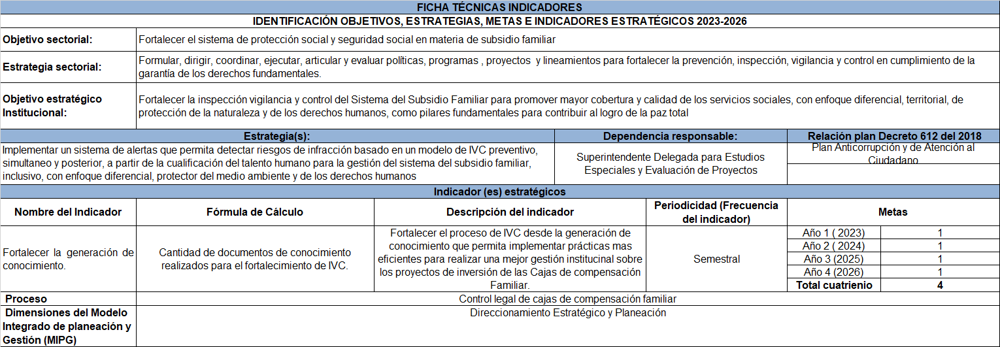 FICHA TÉCNICAS INDICADORES
IDENTIFICACIÓN OBJETIVOS, ESTRATEGIAS, METAS E INDICADORES ESTRATÉGICOS 2023-2026
Objetivo sectorial:
Fortalecer el sistema de protección social y seguridad social en materia de subsidio familiar
Estrategia sectorial:
Formular, dirigir, coordinar, ejecutar, articular y evaluar políticas, programas , proyectos y lineamientos para fortalecer la prevención, inspección, vigilancia y control en cumplimiento de la
garantía de los derechos fundamentales.
Objetivo estratégico
Institucional:
Fortalecer la inspección vigilancia y control del Sistema del Subsidio Familiar para promover mayor cobertura y calidad de los servicios sociales, con enfoque diferencial, territorial, de
protección de la naturaleza y de los derechos humanos, como pilares fundamentales para contribuir al logro de la paz total
Estrategia(s):
Dependencia responsable:
Relación plan Decreto 612 del 2018
Implementar un sistema de alertas que permita detectar riesgos de infracción basado en un modelo de IVC preventivo,
simultaneo y posterior, a partir de la cualificación del talento humano para la gestión del sistema del subsidio familiar,
inclusivo, con enfoque diferencial, protector del medio ambiente y de los derechos humanos
Superintendente Delegada para Estudios
Especiales y Evaluación de Proyectos
Plan Anticorrupción y de Atención al
Ciudadano
Indicador (es) estratégicos
Nombre del Indicador
Fórmula de Cálculo
Descripción del indicador
Periodicidad (Frecuencia
del indicador)
Metas
Fortalecer la generación de
conocimiento.
Cantidad de documentos de conocimiento
realizados para el fortalecimiento de IVC.
Fortalecer el proceso de IVC desde la generación de
conocimiento que permita implementar prácticas mas
eficientes para realizar una mejor gestión institucinal sobre
los proyectos de inversión de las Cajas de compensación
Familiar.
Semestral
Año 1 ( 2023) 1
Año 2 ( 2024) 1
Año 3 (2025) 1
Año 4 (2026) 1
Total cuatrienio 4
Proceso
Control legal de cajas de compensación familiar
Dimensiones del Modelo
Integrado de planeación y
Gestión (MIPG)
Direccionamiento Estratégico y Planeación